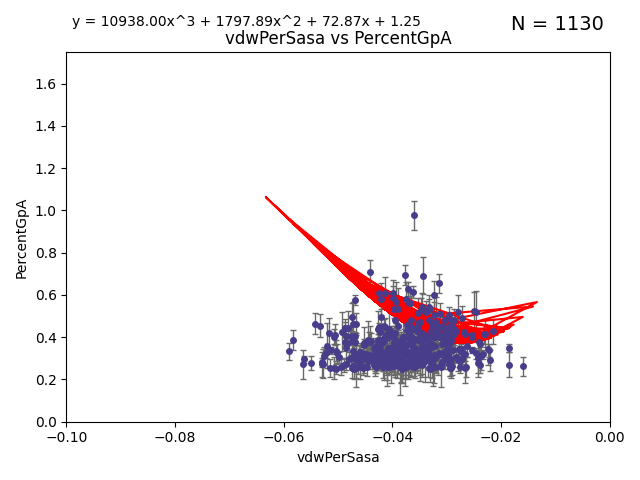 y = 10938.00x^3 + 1797.89x^2 + 72.87x + 1.25
N = 1130
vdwPerSasa vs PercentGpA
1.6
1.4
1.2
1.0
0.8
0.6
0.4
0.2
0.0
PercentGpA
−0.10 −0.08 −0.06 −0.04 −0.02 0.00
vdwPerSasa